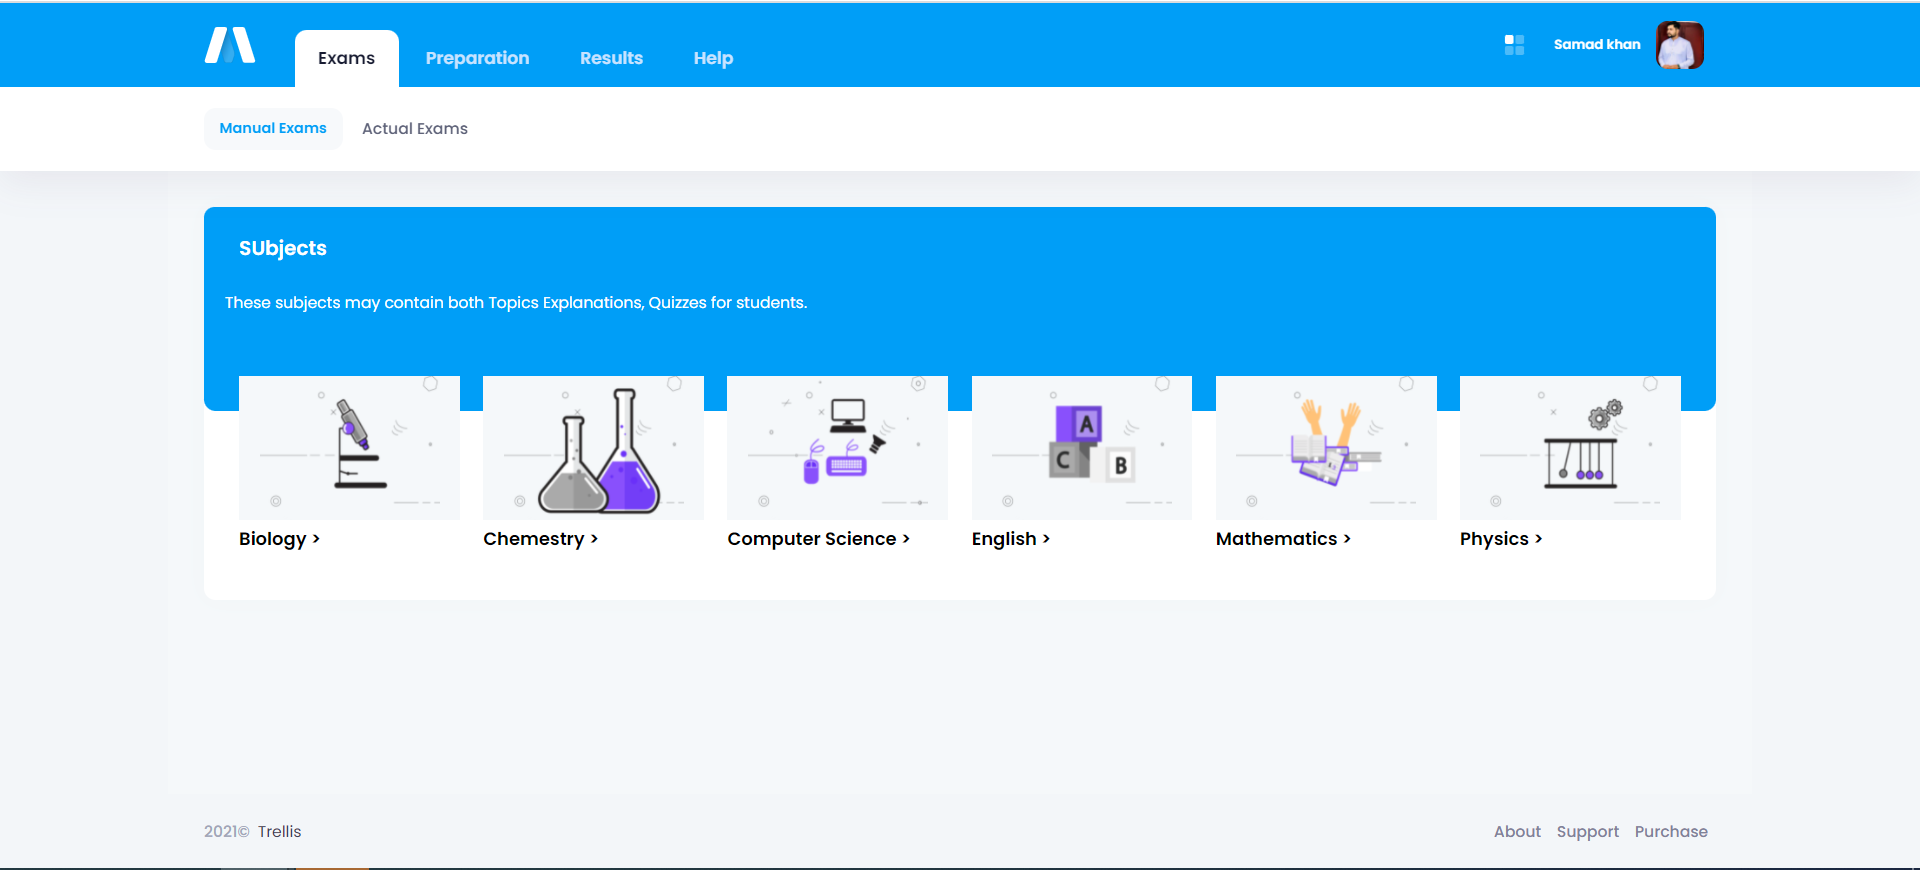 Exams
Preparation
Results
Help
Samad khan
Manual Exams
Actual Exams
SUbjects
These subjects may contain both Topics Explanations, Quizzes for students.
A
C
B
Biology >
Chemestry >
Computer Science >
English >
Mathematics >
Physics >
2021© Trellis
About
Support
Purchase